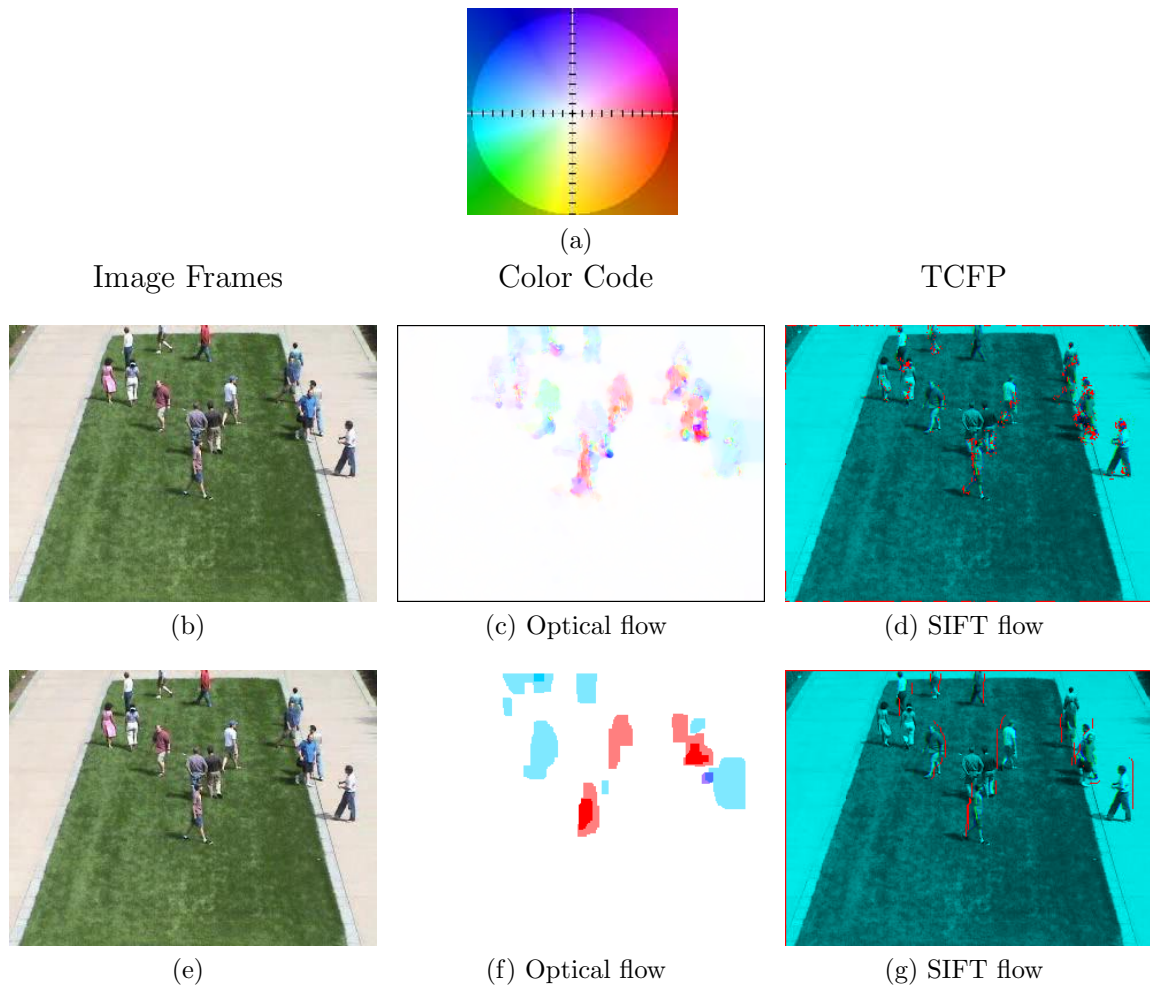 (a)
Image Frames Color Code TCFP
(b) (c) Optical flow (d) SIFT flow
(e) (f) Optical flow (g) SIFT flow